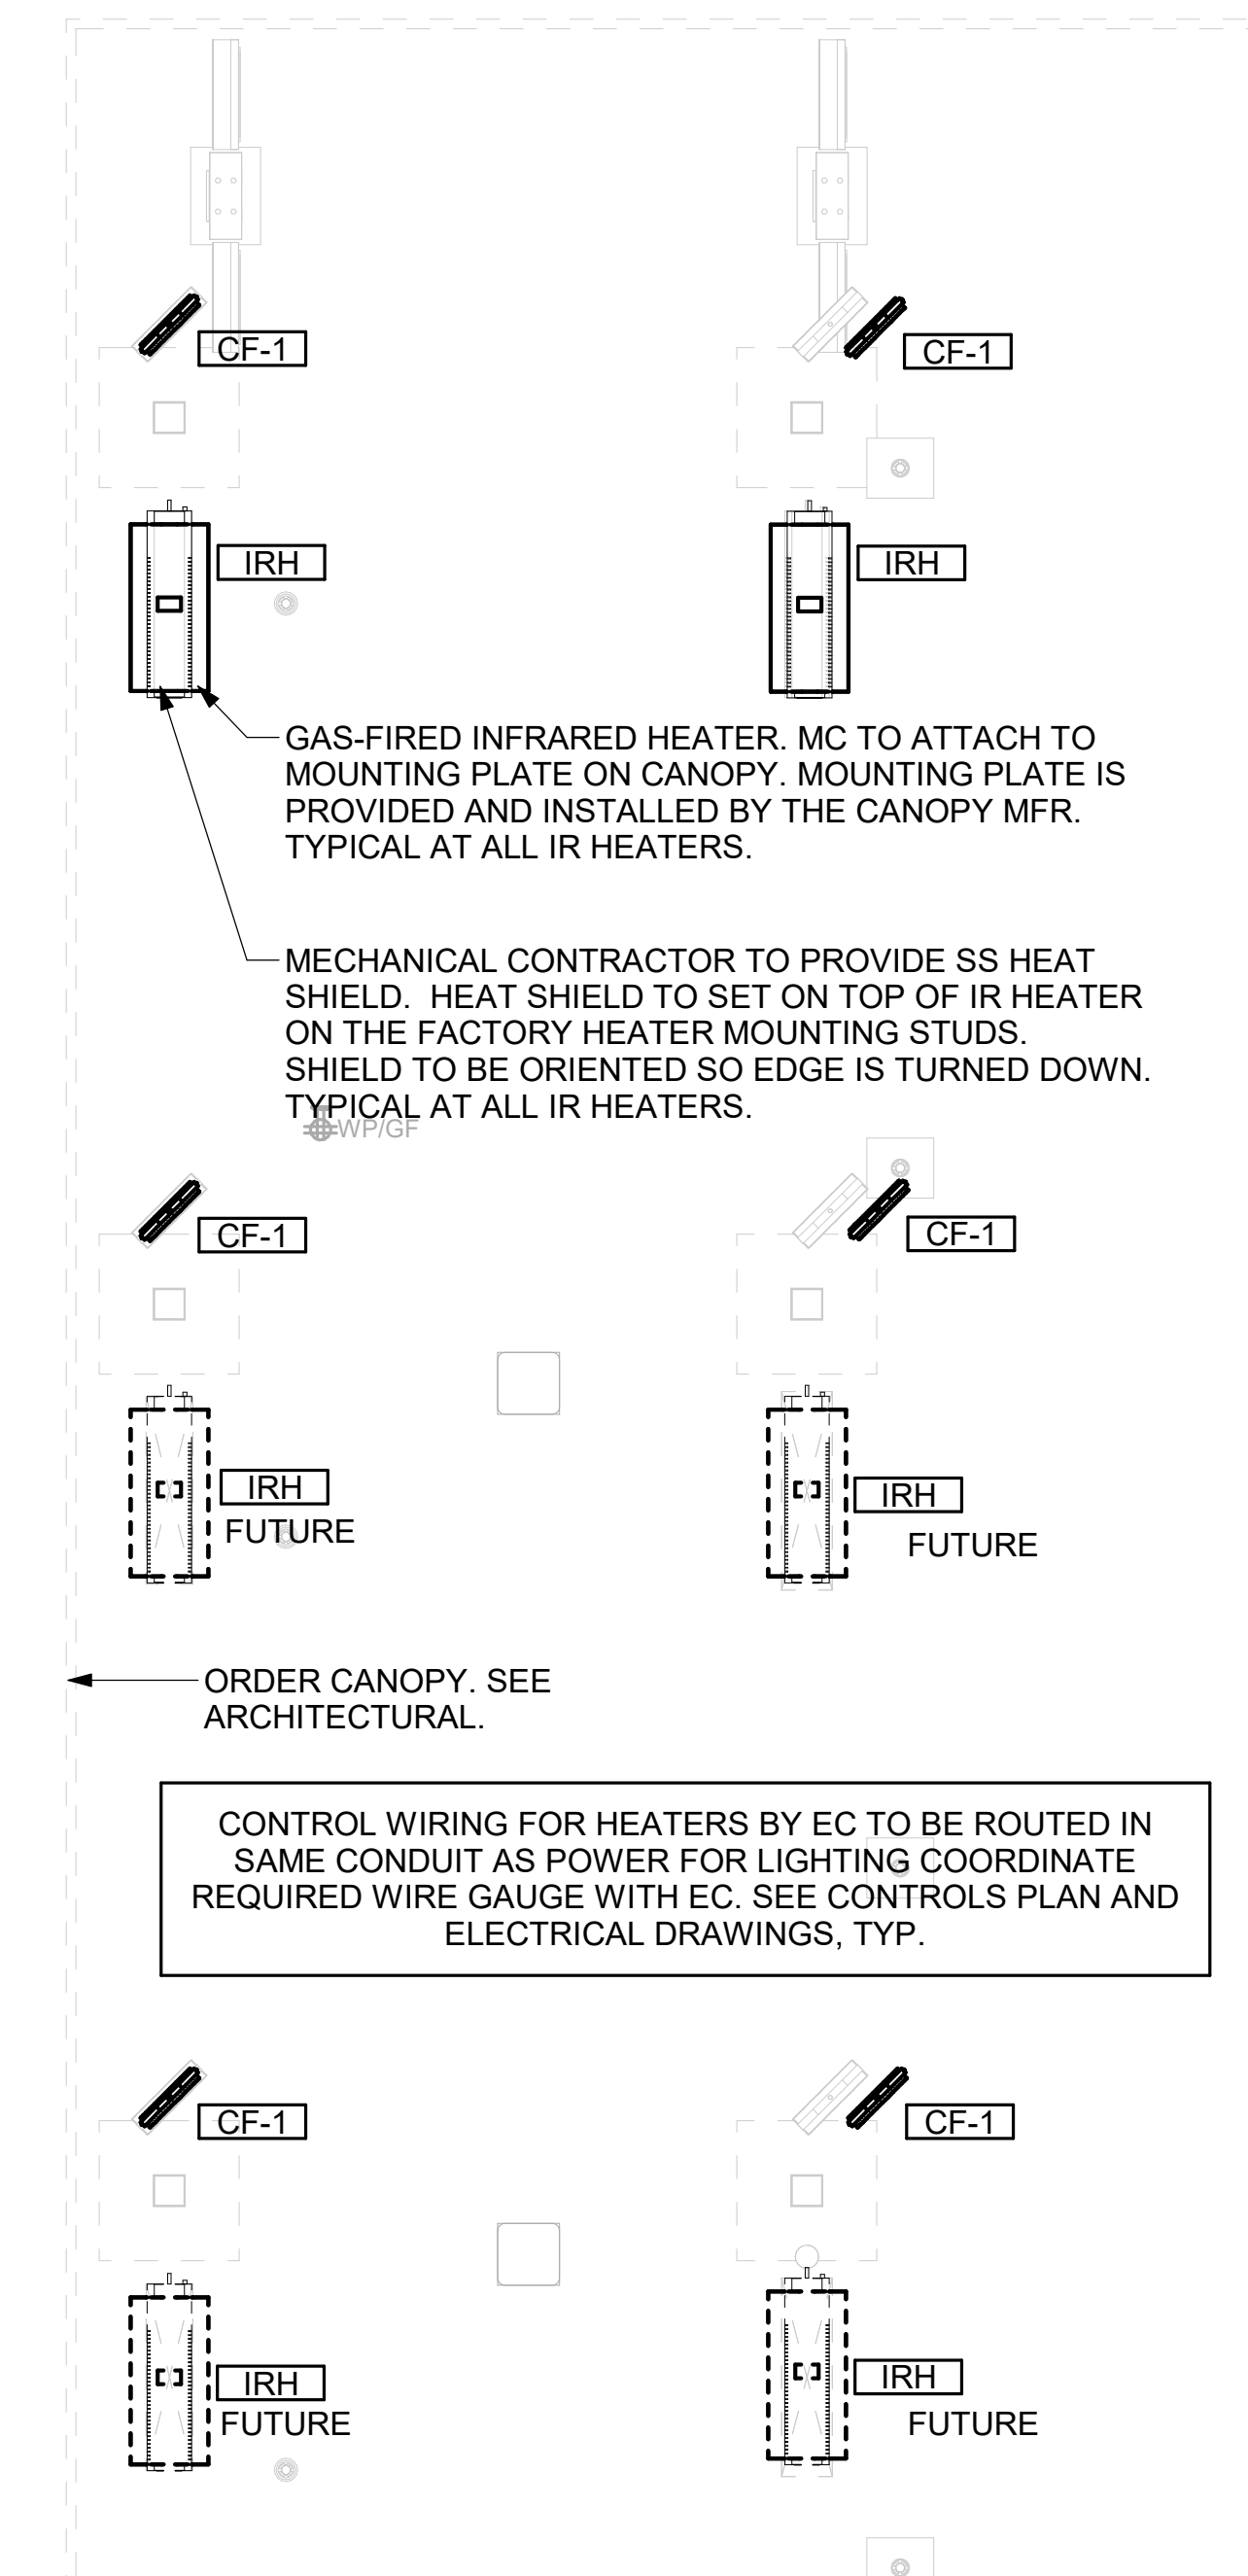 CF-1
CF-1
IRH
IRH
GAS-FIRED INFRARED HEATER. MC TO ATTACH TO
MOUNTING PLATE ON CANOPY. MOUNTING PLATE IS
PROVIDED AND INSTALLED BY THE CANOPY MFR.
TYPICAL AT ALL IR HEATERS.
MECHANICAL CONTRACTOR TO PROVIDE SS HEAT
SHIELD. HEAT SHIELD TO SET ON TOP OF IR HEATER
ON THE FACTORY HEATER MOUNTING STUDS.
SHIELD TO BE ORIENTED SO EDGE IS TURNED DOWN.
TYPICAL AT ALL IR HEATERS.
WP/GF
CF-1
CF-1
IRH
FUTURE
IRH
FUTURE
ORDER CANOPY. SEE
ARCHITECTURAL.
CONTROL WIRING FOR HEATERS BY EC TO BE ROUTED IN
SAME CONDUIT AS POWER FOR LIGHTING COORDINATE
REQUIRED WIRE GAUGE WITH EC. SEE CONTROLS PLAN AND
ELECTRICAL DRAWINGS, TYP.
CF-1
CF-1
IRH
FUTURE
IRH
FUTURE